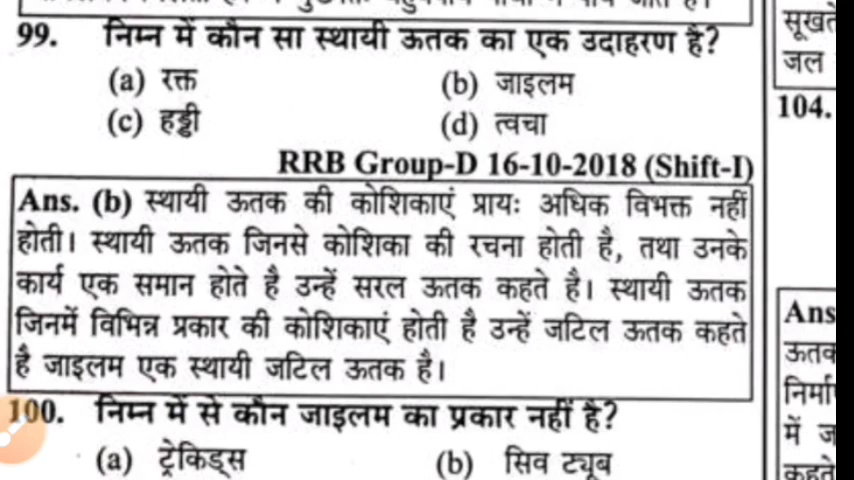 99. निम्न में कौन सा स्थायी ऊतक का एक उदाहरण है?
(a) रक्त (b) जाइलम
(c) हड्डी (d) त्वचा
RRB Group-D 16-10-2018 (Shift-I)
Ans. (b) स्थायी ऊतक की कोशिकाएं प्रायः अधिक विभक्त नहीं
होती। स्थायी ऊतक जिनसे कोशिका की रचना होती है, तथा उनके
कार्य एक समान होते है उन्हें सरल ऊतक कहते है। स्थायी ऊतक
जिनमें विभिन्न प्रकार की कोशिकाएं होती है उन्हें जटिल ऊतक कहते
है जाइलम एक स्थायी जटिल ऊतक है।
100. निम्न में से कौन जाइलम का प्रकार नहीं है?
(a) ट्रेकिड्स (b) सिव ट्यूब
जल
104.
Ans
में